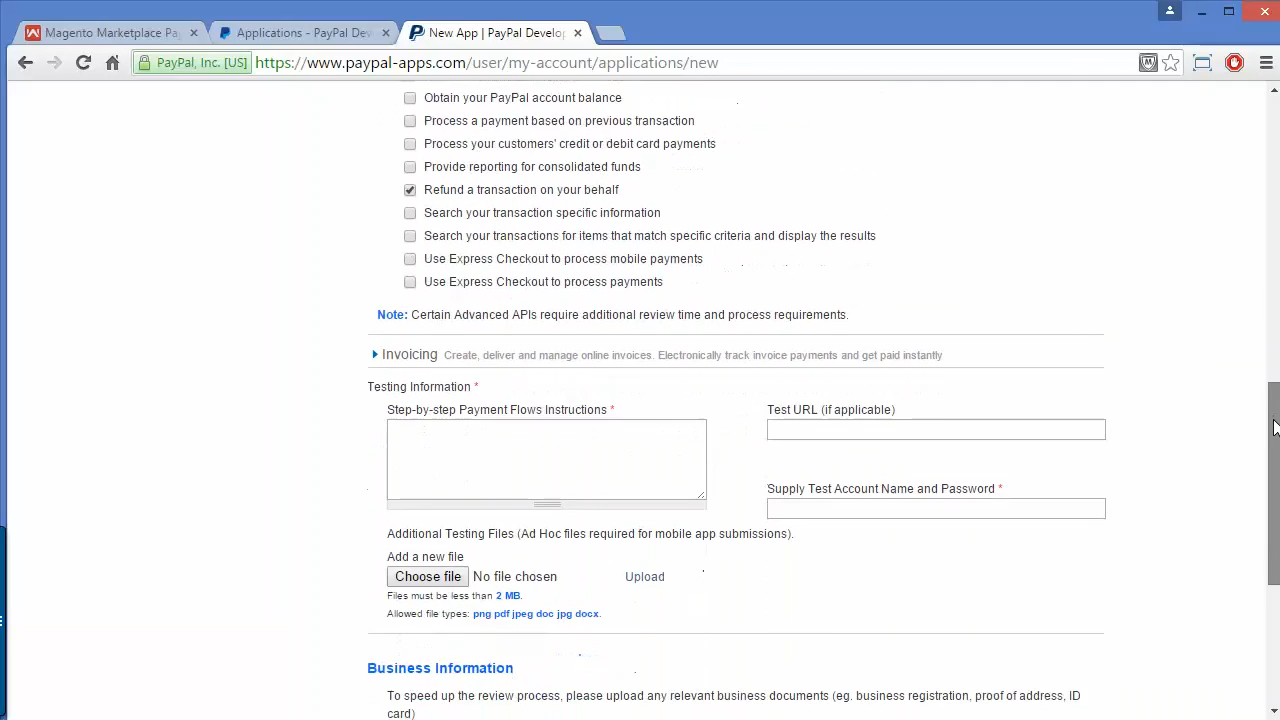 Magento Marketplace Pa
Applications - PayPal Dev
New App | PayPal Develop
PayPal, Inc. [US]
https://www.paypal-apps.com/user/my-account/applications/new
Obtain your PayPal account balance
Process a payment based on previous transaction
Process your customers' credit or debit card payments
Provide reporting for consolidated funds
Refund a transaction on your behalf
Search your transaction specific information
Search your transactions for items that match specific criteria and display the results
Use Express Checkout to process mobile payments
Use Express Checkout to process payments
Note: Certain Advanced APIs require additional review time and process requirements.
Invoicing Create, deliver and manage online invoices. Electronically track invoice payments and get paid instantly
Testing Information *
Step-by-step Payment Flows Instructions *
Test URL (if applicable)
Supply Test Account Name and Password *
Additional Testing Files (Ad Hoc files required for mobile app submissions).
Add a new file
Choose file No file chosen Upload
Files must be less than 2 MB.
Allowed file types: png pdf jpeg doc jpg docx.
Business Information
To speed up the review process, please upload any relevant business documents (eg. business registration, proof of address, ID
card)